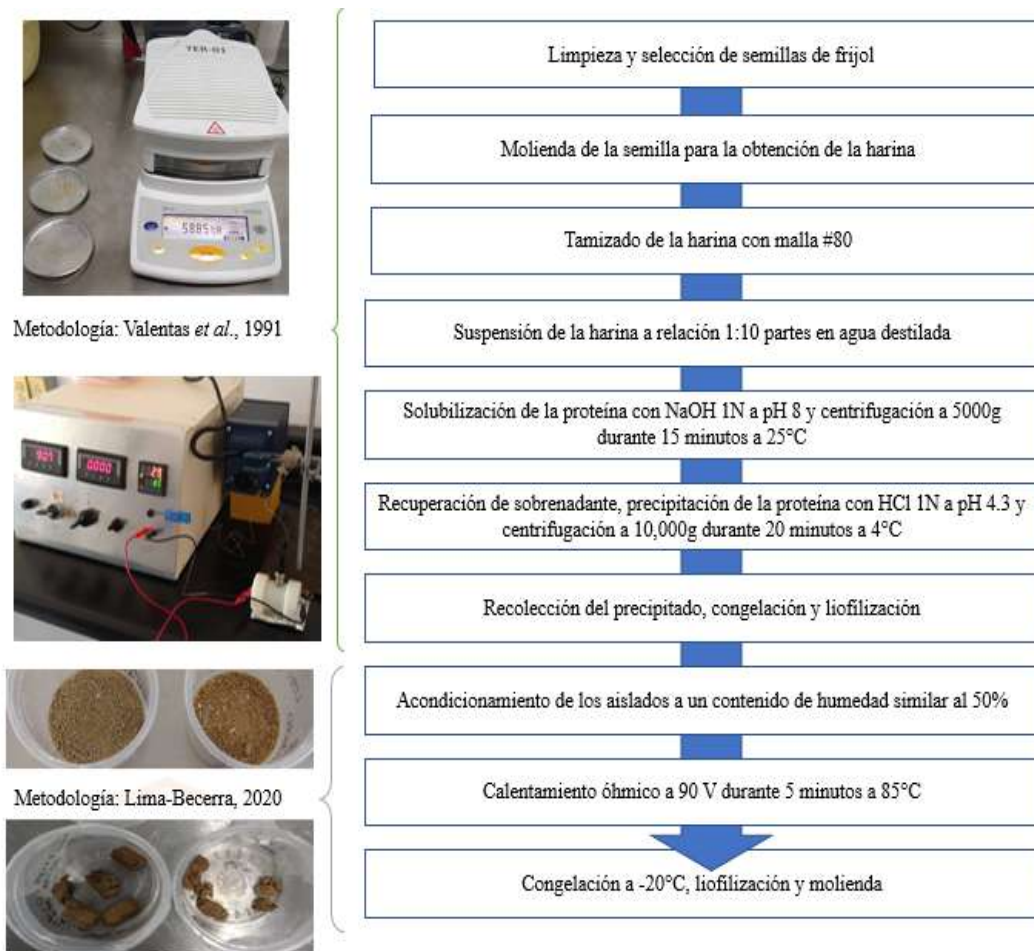 TER-01
Limpieza y selección de semillas de frijol
Molienda de la semilla para la obtención de la harina
Tamizado de la harina con malla #80
Metodología: Valentas et al., 1991
Suspensión de la harina a relación 1:10 partes en agua destilada
Solubilización de la proteína con NaOH 1N a pH 8 y centrifugación a 5000g
durante 15 minutos a 25°C
Recuperación de sobrenadante, precipitación de la proteína con HCl 1N a pH 4.3 y
centrifugación a 10,000g durante 20 minutos a 4°C
Recolección del precipitado, congelación y liofilización
Acondicionamiento de los aislados a un contenido de humedad similar al 50%
Metodología: Lima-Becerra, 2020
Calentamiento óhmico a 90 V durante 5 minutos a 85°C
Congelación a -20°C, liofilización y molienda